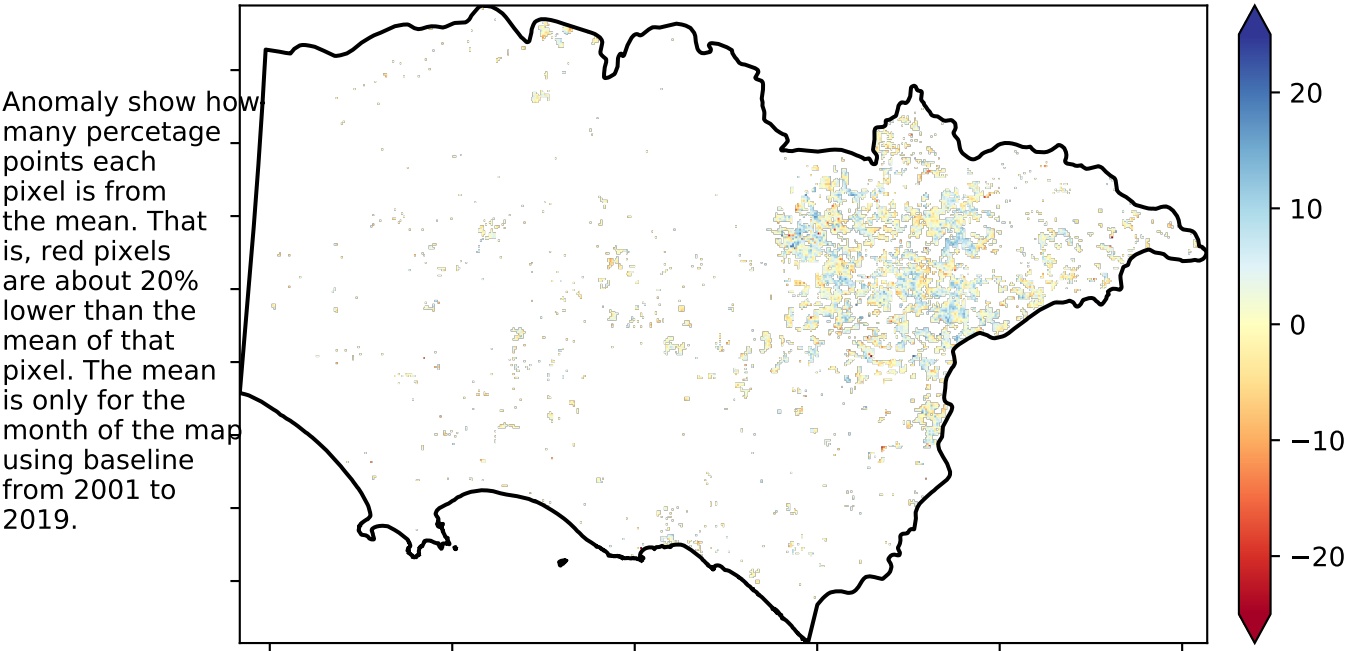 Anomaly show how
many percetage
points each
pixel is from
the mean. That
is, red pixels
are about 20%
lower than the
mean of that
pixel. The mean
is only for the
month of the map
using baseline
from 2001 to
2019.
20
10
0
−10
−20